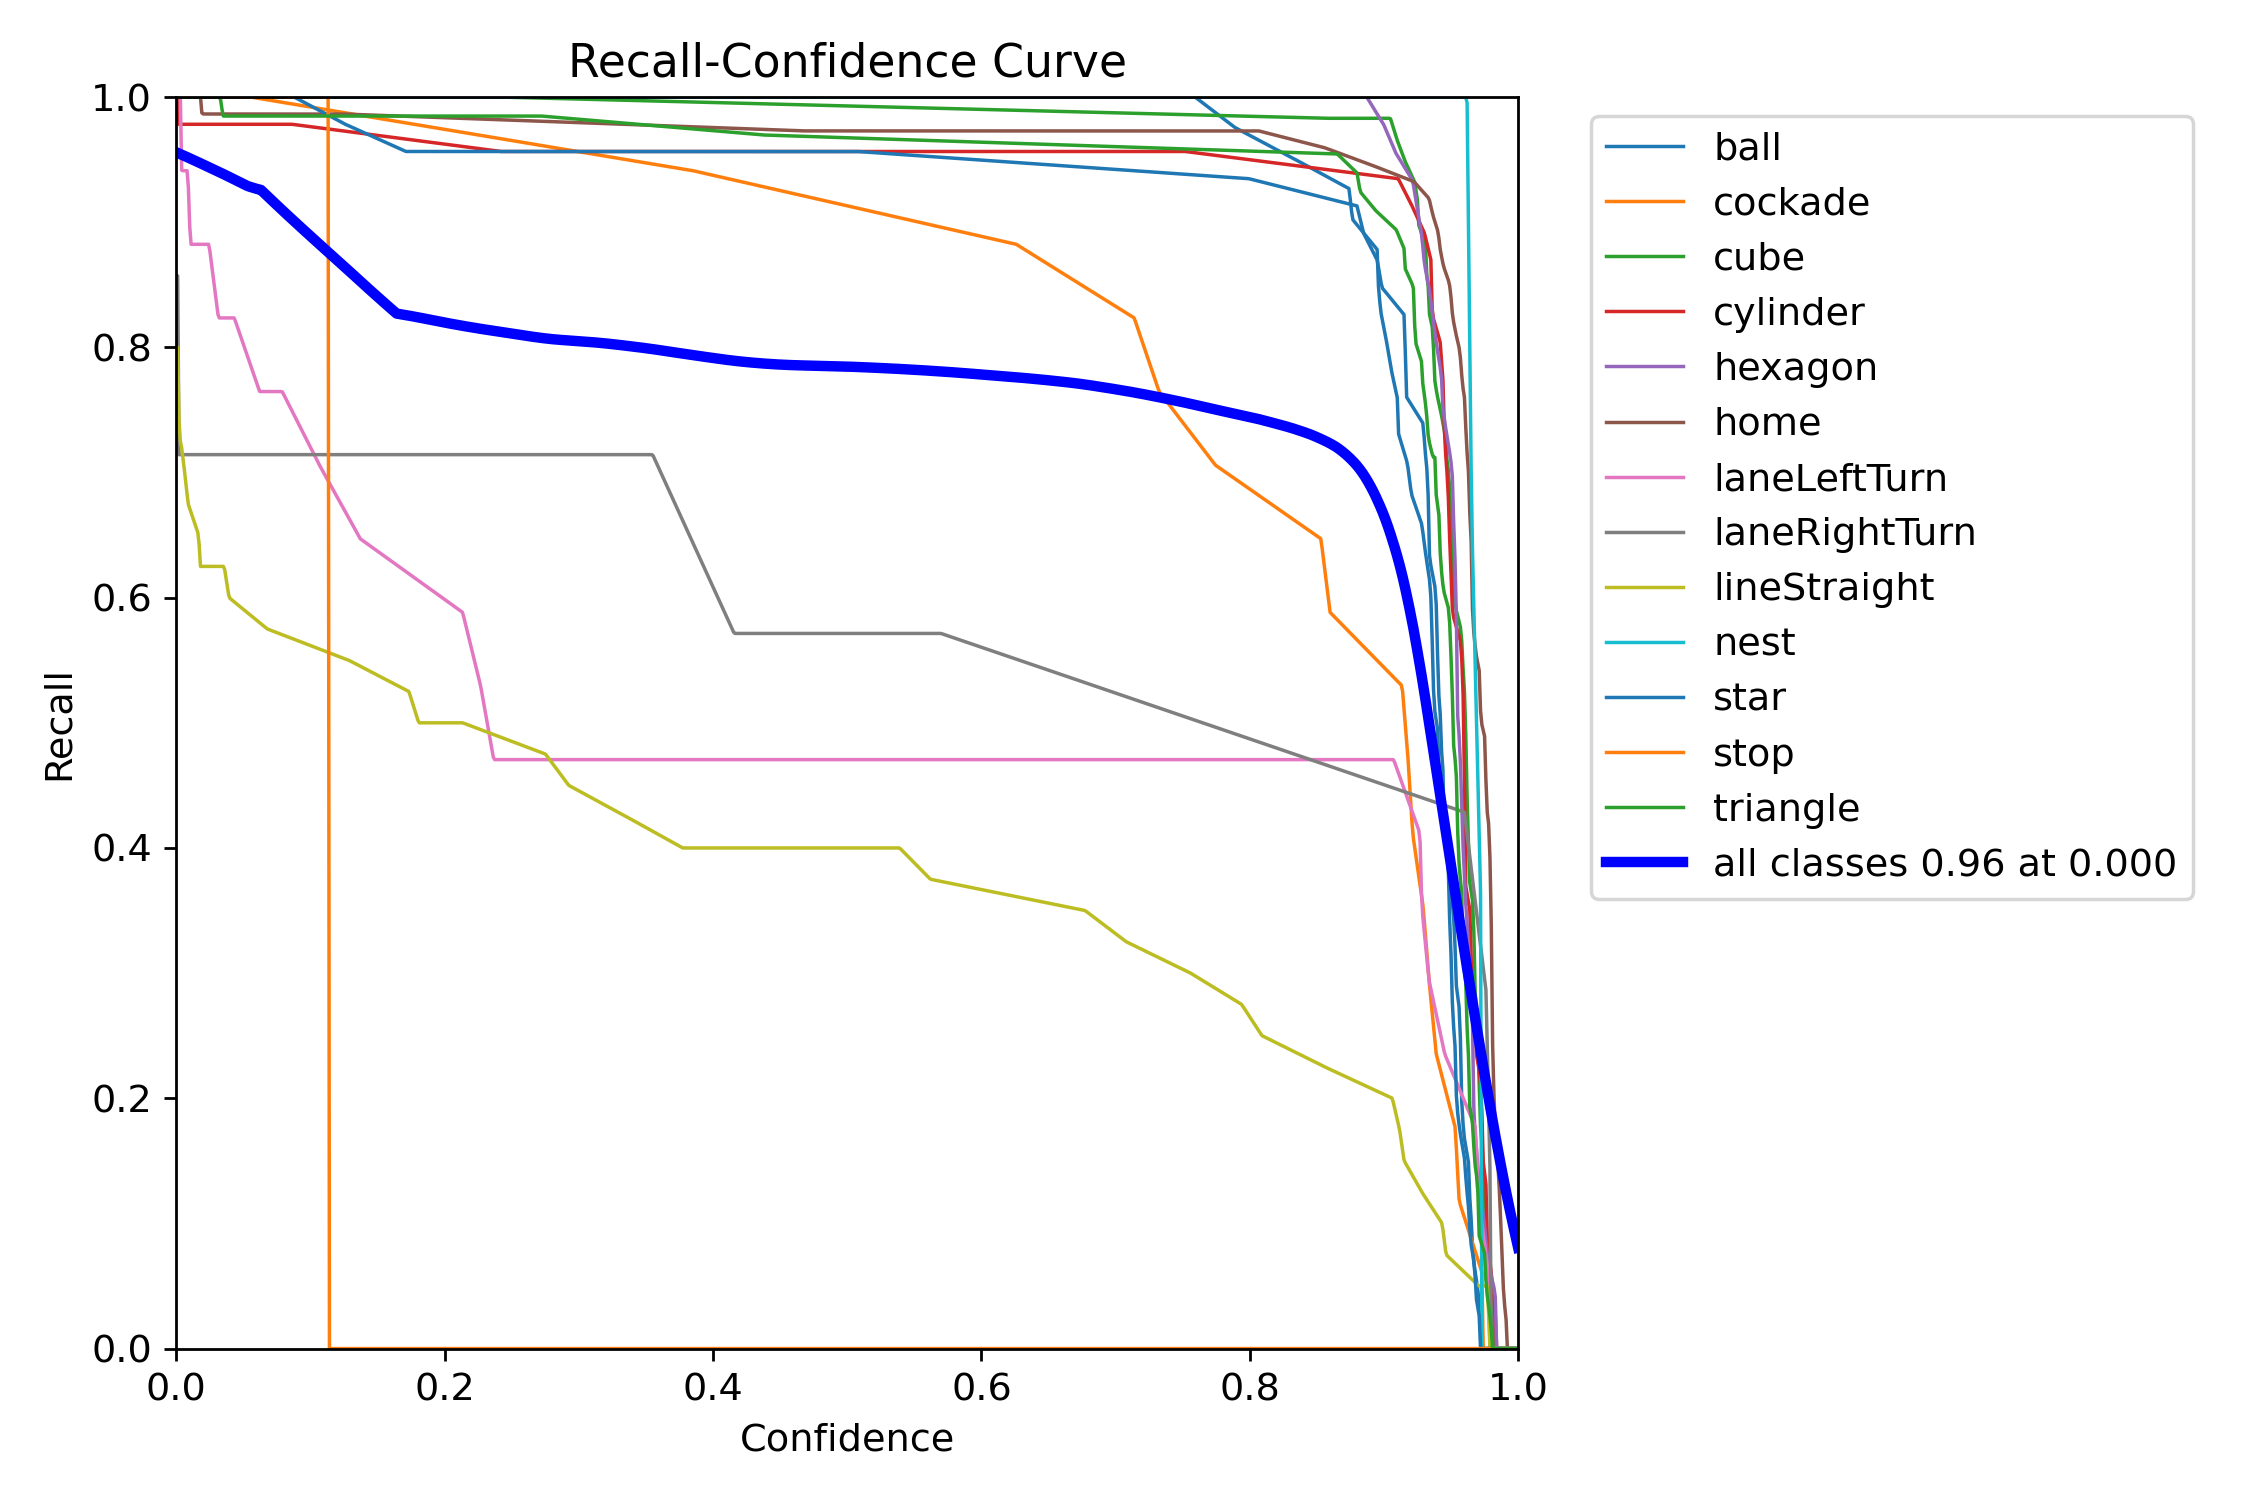 Recall-Confidence Curve
1.0
0.8
0.6
0.4
0.2
0.0
Recall
0.0 0.2 0.4 0.6 0.8 1.0
Confidence
ball
cockade
cube
cylinder
hexagon
home
laneLeftTurn
laneRightTurn
lineStraight
nest
star
stop
triangle
all classes 0.96 at 0.000